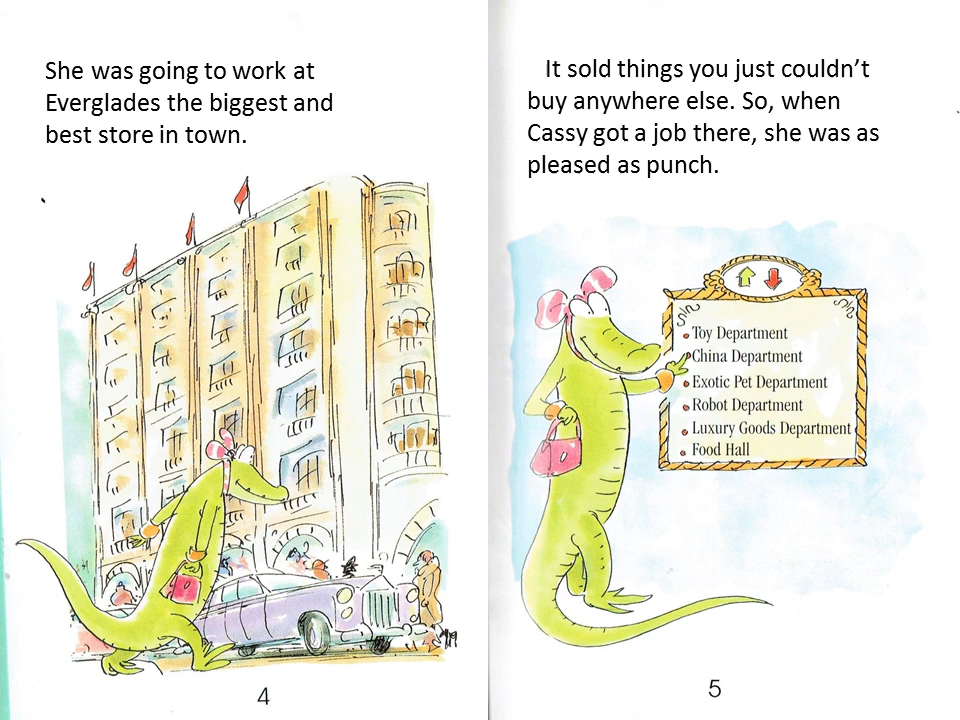 She was going to work at
Everglades the biggest and
best store in town.
4
It sold things you just couldn’t
buy anywhere else. So, when
Cassy got a job there, she was as
pleased as punch.
Toy Department
China Department
Exotic Pet Department
Robot Department
Luxury Goods Department
Food Hall
5